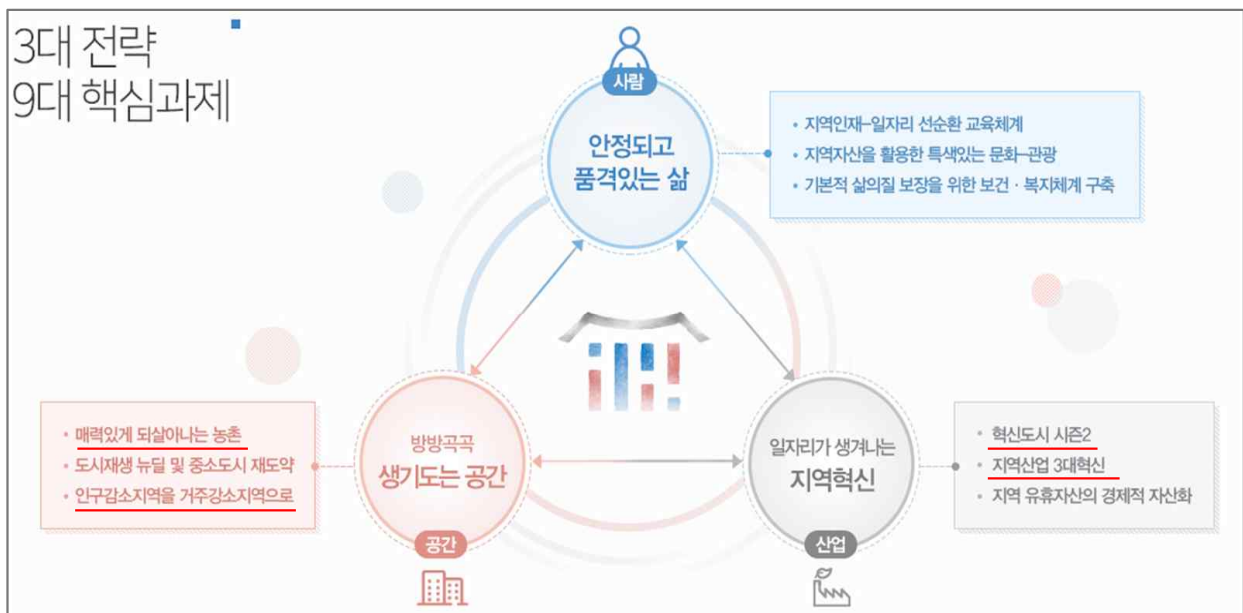 3대 전략
9대 핵심과제
사람
안정되고
품격있는 삶
• 지역인재-일자리 선순환 교육체계
• 지역자산을 활용한 특색있는 문화-관광
• 기본적 삶의질 보장을 위한 보건 · 복지체계 구축
• 매력있게 되살아나는 농촌
• 도시재생 뉴딜 및 중소도시 재도약
• 인구감소지역을 거주강소지역으로
방방곡곡
생기도는 공간
공간
일자리가 생겨나는
지역혁신
산업
• 혁신도시 시즌2
• 지역산업 3대혁신
• 지역 유휴자산의 경제적 자산화